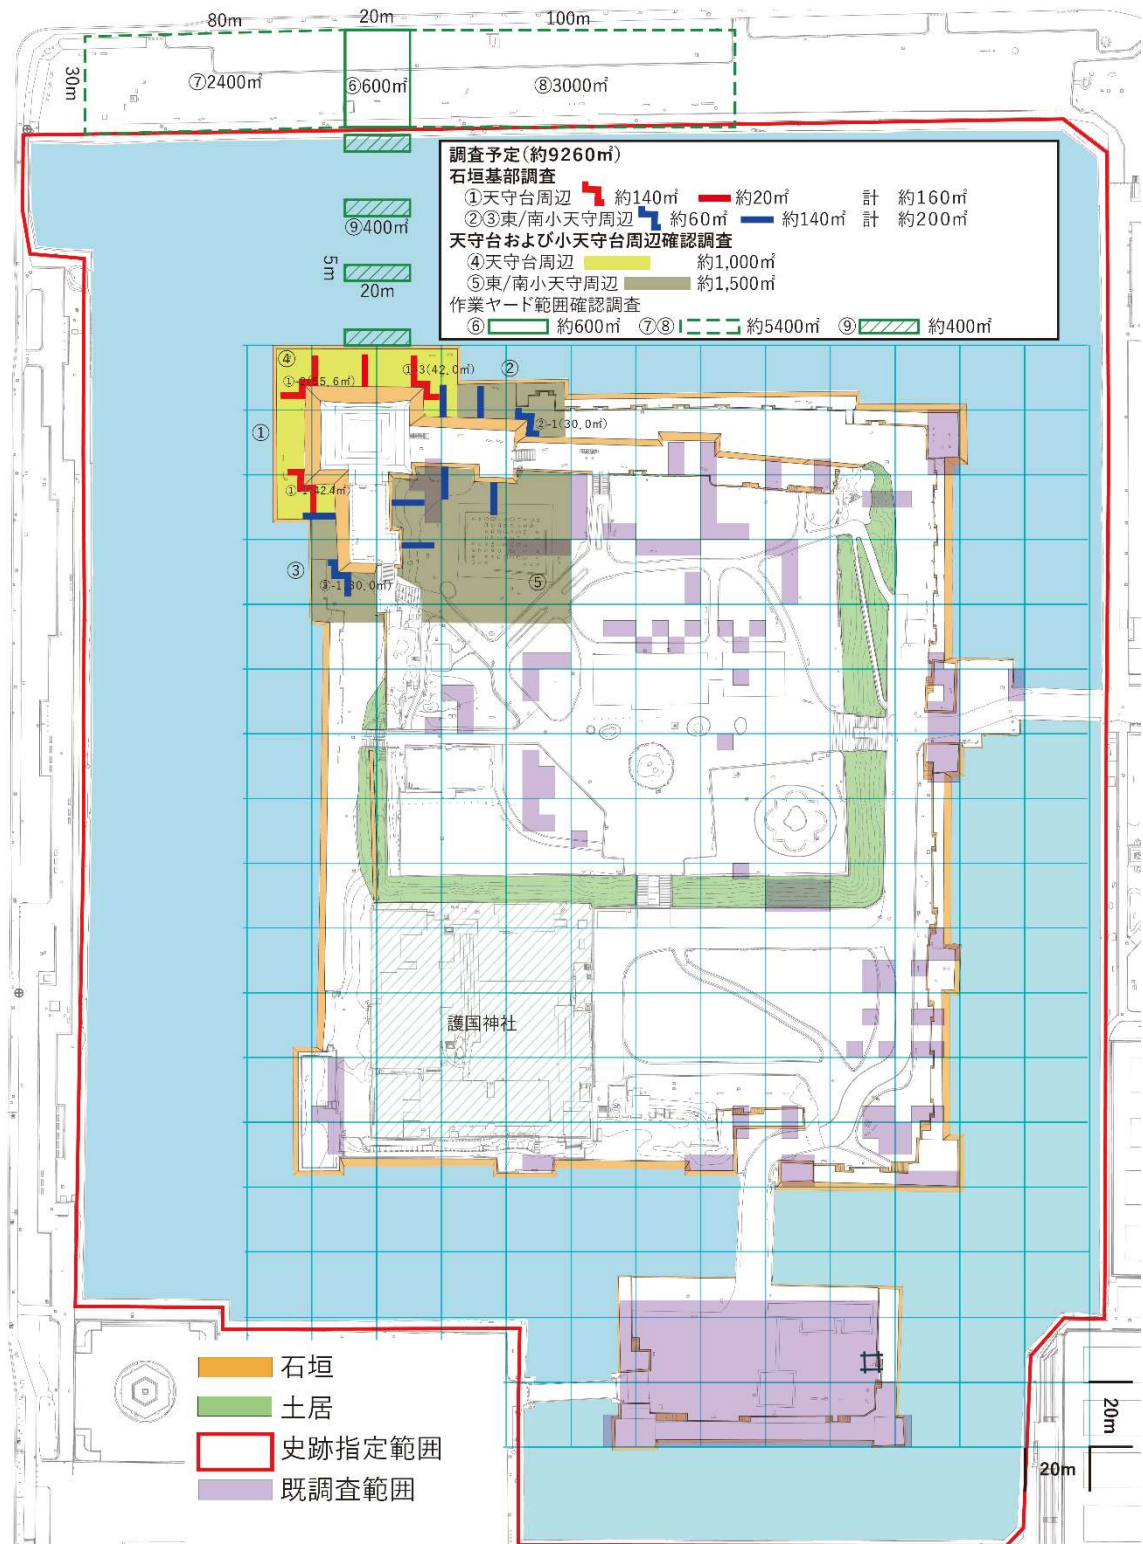 80m
20m
100m
30m
⑦2400㎡
⑥600㎡
⑧3000㎡
調査予定(約9260㎡)
石垣基部調査
①天守台周辺 約140㎡ 約20㎡ 計 約160㎡
②③東/南小天守周辺 約60㎡ 約140㎡ 計 約200㎡
天守台および小天守台周辺確認調査
④天守台周辺 約1,000㎡
⑤東/南小天守周辺 約1,500㎡
作業ヤード範囲確認調査
⑥ 約600㎡ ⑦⑧ 約5400㎡ ⑨ 約400㎡
⑨400㎡
5m
20m
④
①-3(42.0㎡)
②
①
②-1(30.0㎡)
③
⑤
護国神社
石垣
土居
史跡指定範囲
既調査範囲
20m
20m